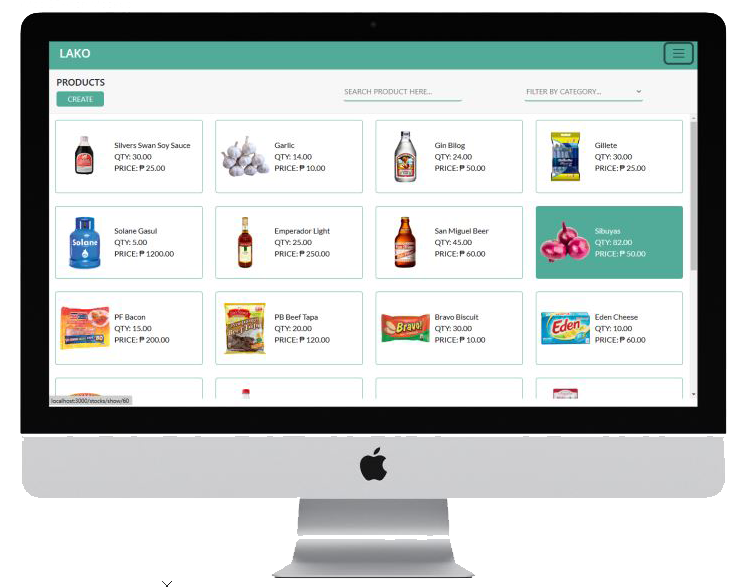 LAKO
PRODUCTS
CREATE
SEARCH PRODUCT HERE...
FILTER BY CATEGORY...
Silvers Swan Soy Sauce
QTY: 30.00
PRICE: ₱ 25.00
Garlic
QTY: 14.00
PRICE: ₱ 10.00
Gin Bilog
QTY: 24.00
PRICE: ₱ 50.00
Gillete
QTY: 30.00
PRICE: ₱ 25.00
Solane
Solane Gasul
QTY: 5.00
PRICE: ₱ 1200.00
Emperador Light
QTY: 25.00
PRICE: ₱ 250.00
San Miguel Beer
QTY: 45.00
PRICE: ₱ 60.00
Sibuyas
QTY: 82.00
PRICE: ₱ 50.00
PF Bacon
QTY: 15.00
PRICE: ₱ 200.00
Beef Tapa
PB Beef Tapa
QTY: 20.00
PRICE: ₱ 120.00
Bravo!
Bravo Biscuit
QTY: 30.00
PRICE: ₱ 10.00
Eden
Eden Cheese
QTY: 10.00
PRICE: ₱ 60.00
localhost:3000/stocks/show/60